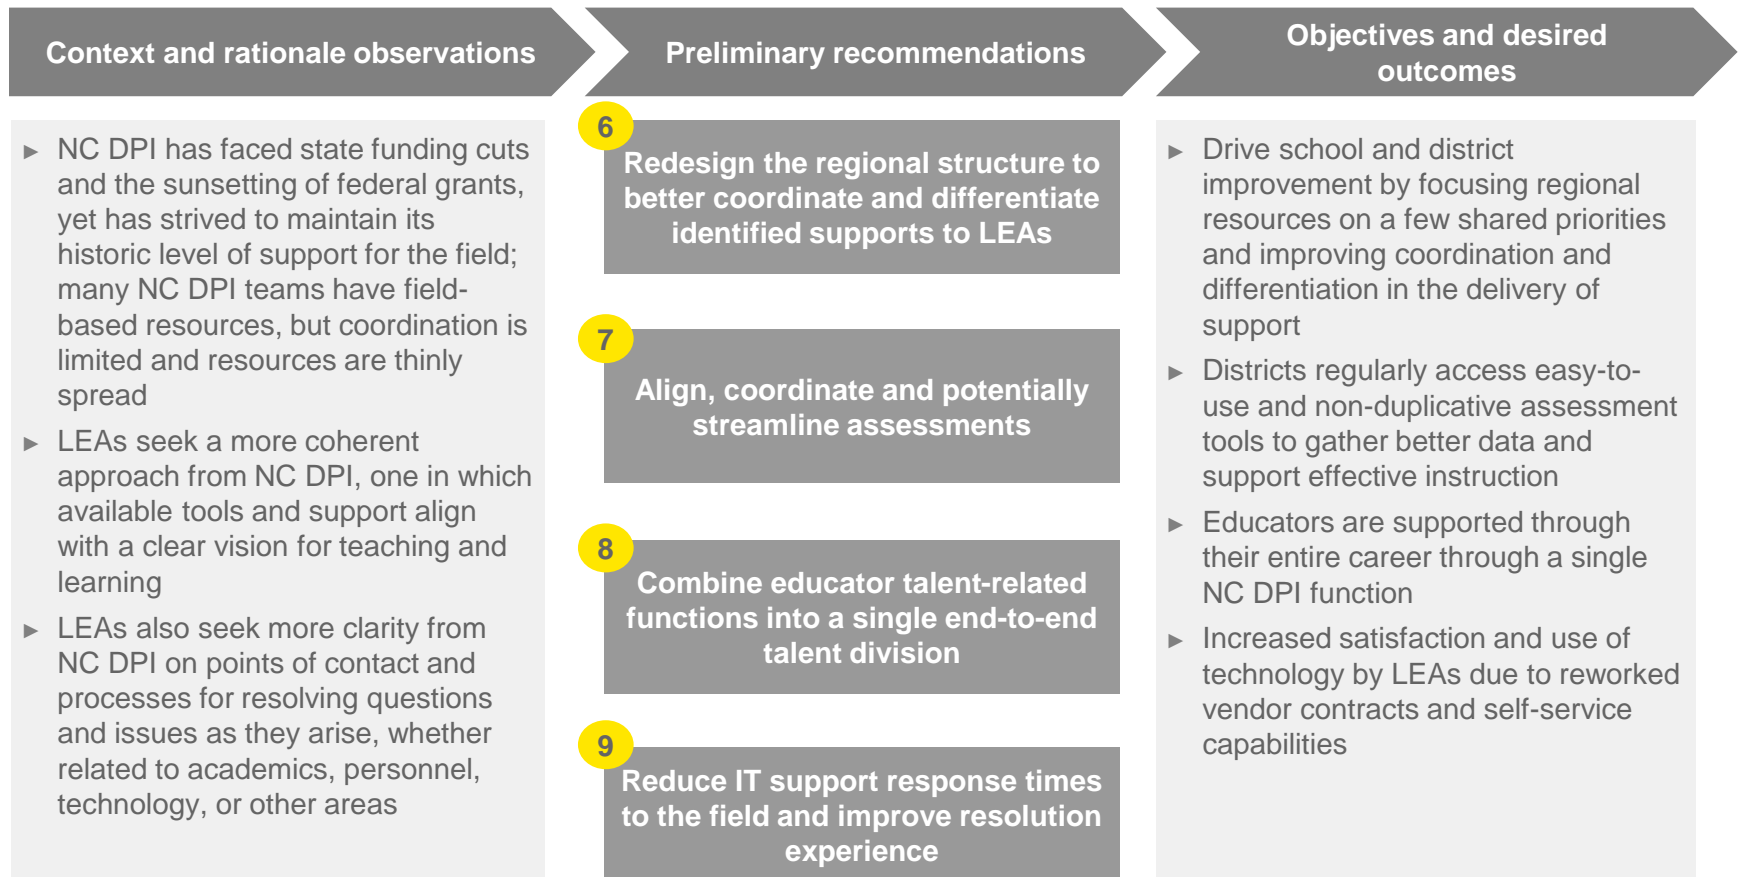 Context and rationale observations
Preliminary recommendations
Objectives and desired
outcomes
► NC DPI has faced state funding cuts
and the sunsetting of federal grants,
yet has strived to maintain its
historic level of support for the field;
many NC DPI teams have field-
based resources, but coordination is
limited and resources are thinly
spread
► LEAs seek a more coherent
approach from NC DPI, one in which
available tools and support align
with a clear vision for teaching and
learning
► LEAs also seek more clarity from
NC DPI on points of contact and
processes for resolving questions
and issues as they arise, whether
related to academics, personnel,
technology, or other areas
6
Redesign the regional structure to
better coordinate and differentiate
identified supports to LEAs
7
Align, coordinate and potentially
streamline assessments
8
Combine educator talent-related
functions into a single end-to-end
talent division
9
Reduce IT support response times
to the field and improve resolution
experience
► Drive school and district
improvement by focusing regional
resources on a few shared priorities
and improving coordination and
differentiation in the delivery of
support
► Districts regularly access easy-to-
use and non-duplicative assessment
tools to gather better data and
support effective instruction
► Educators are supported through
their entire career through a single
NC DPI function
► Increased satisfaction and use of
technology by LEAs due to reworked
vendor contracts and self-service
capabilities